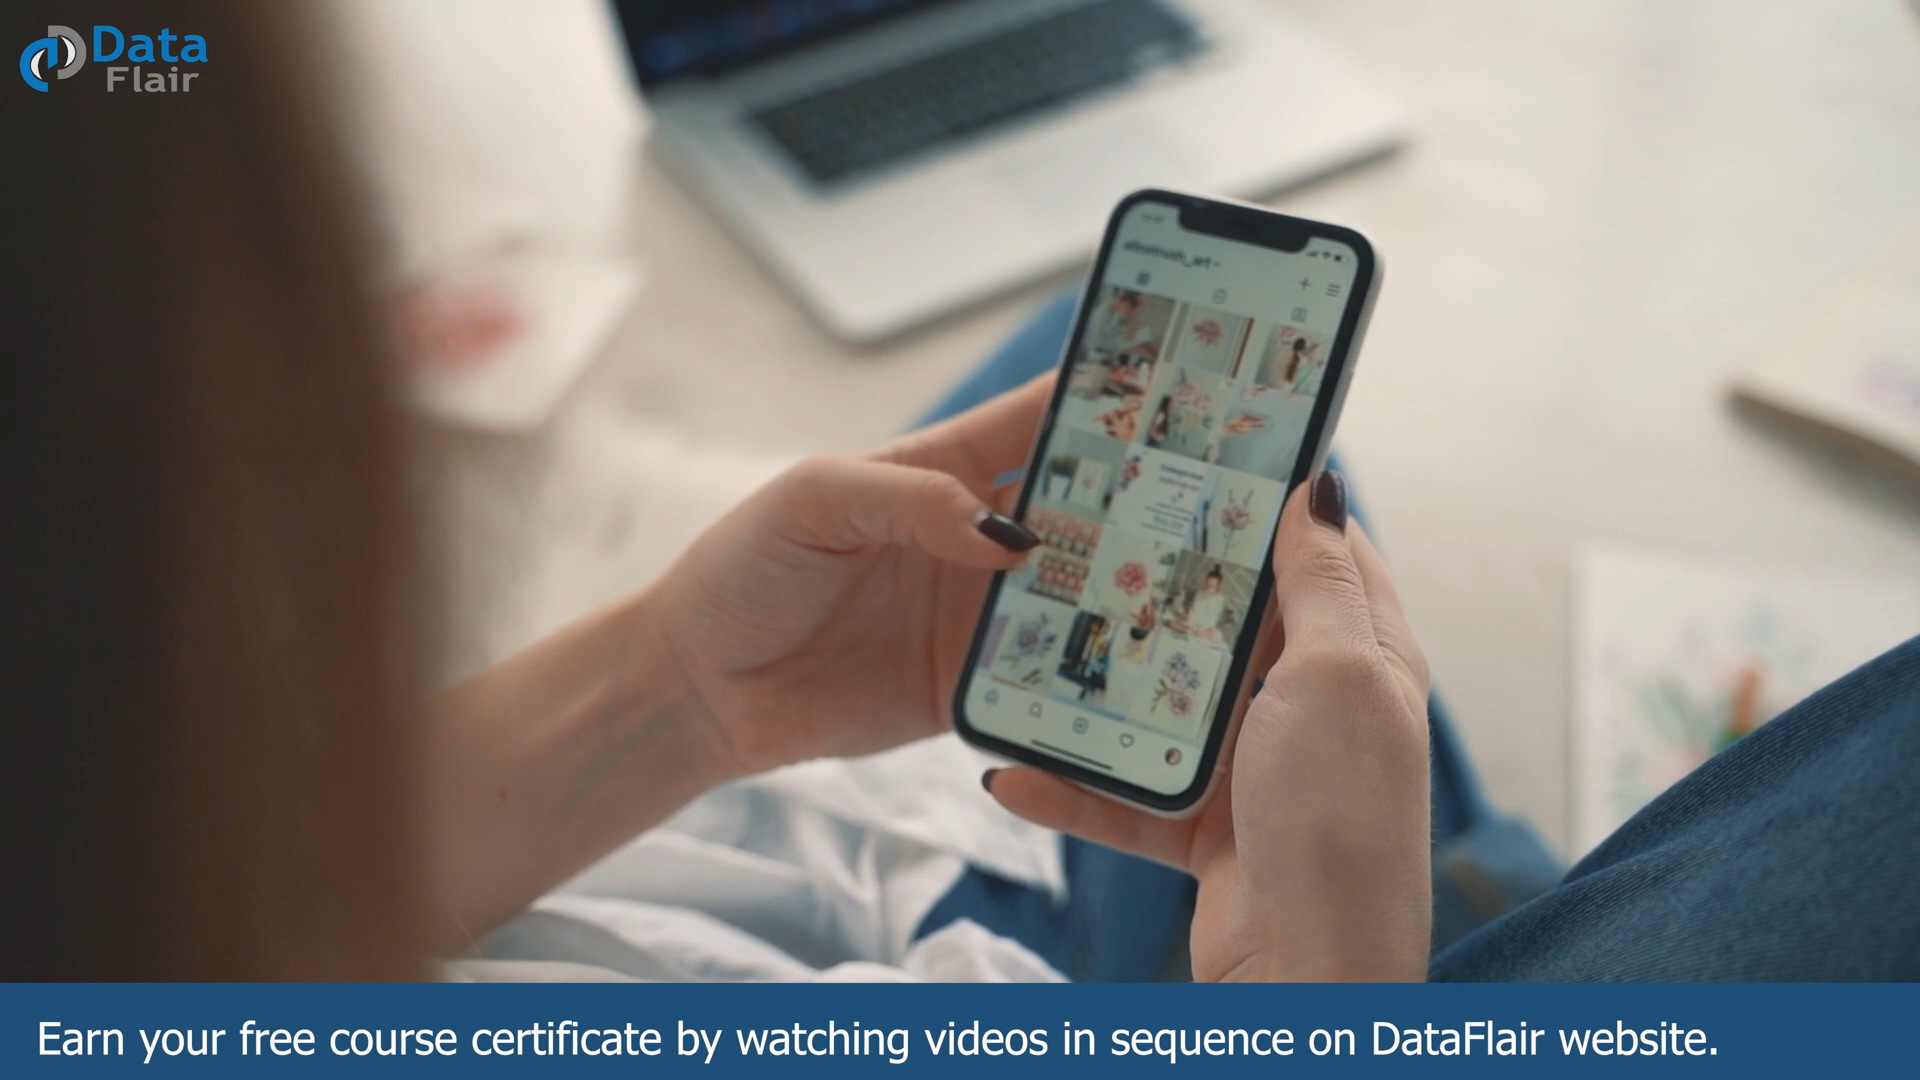 Data
Flair
Earn your free course certificate by watching videos in sequence on DataFlair website.